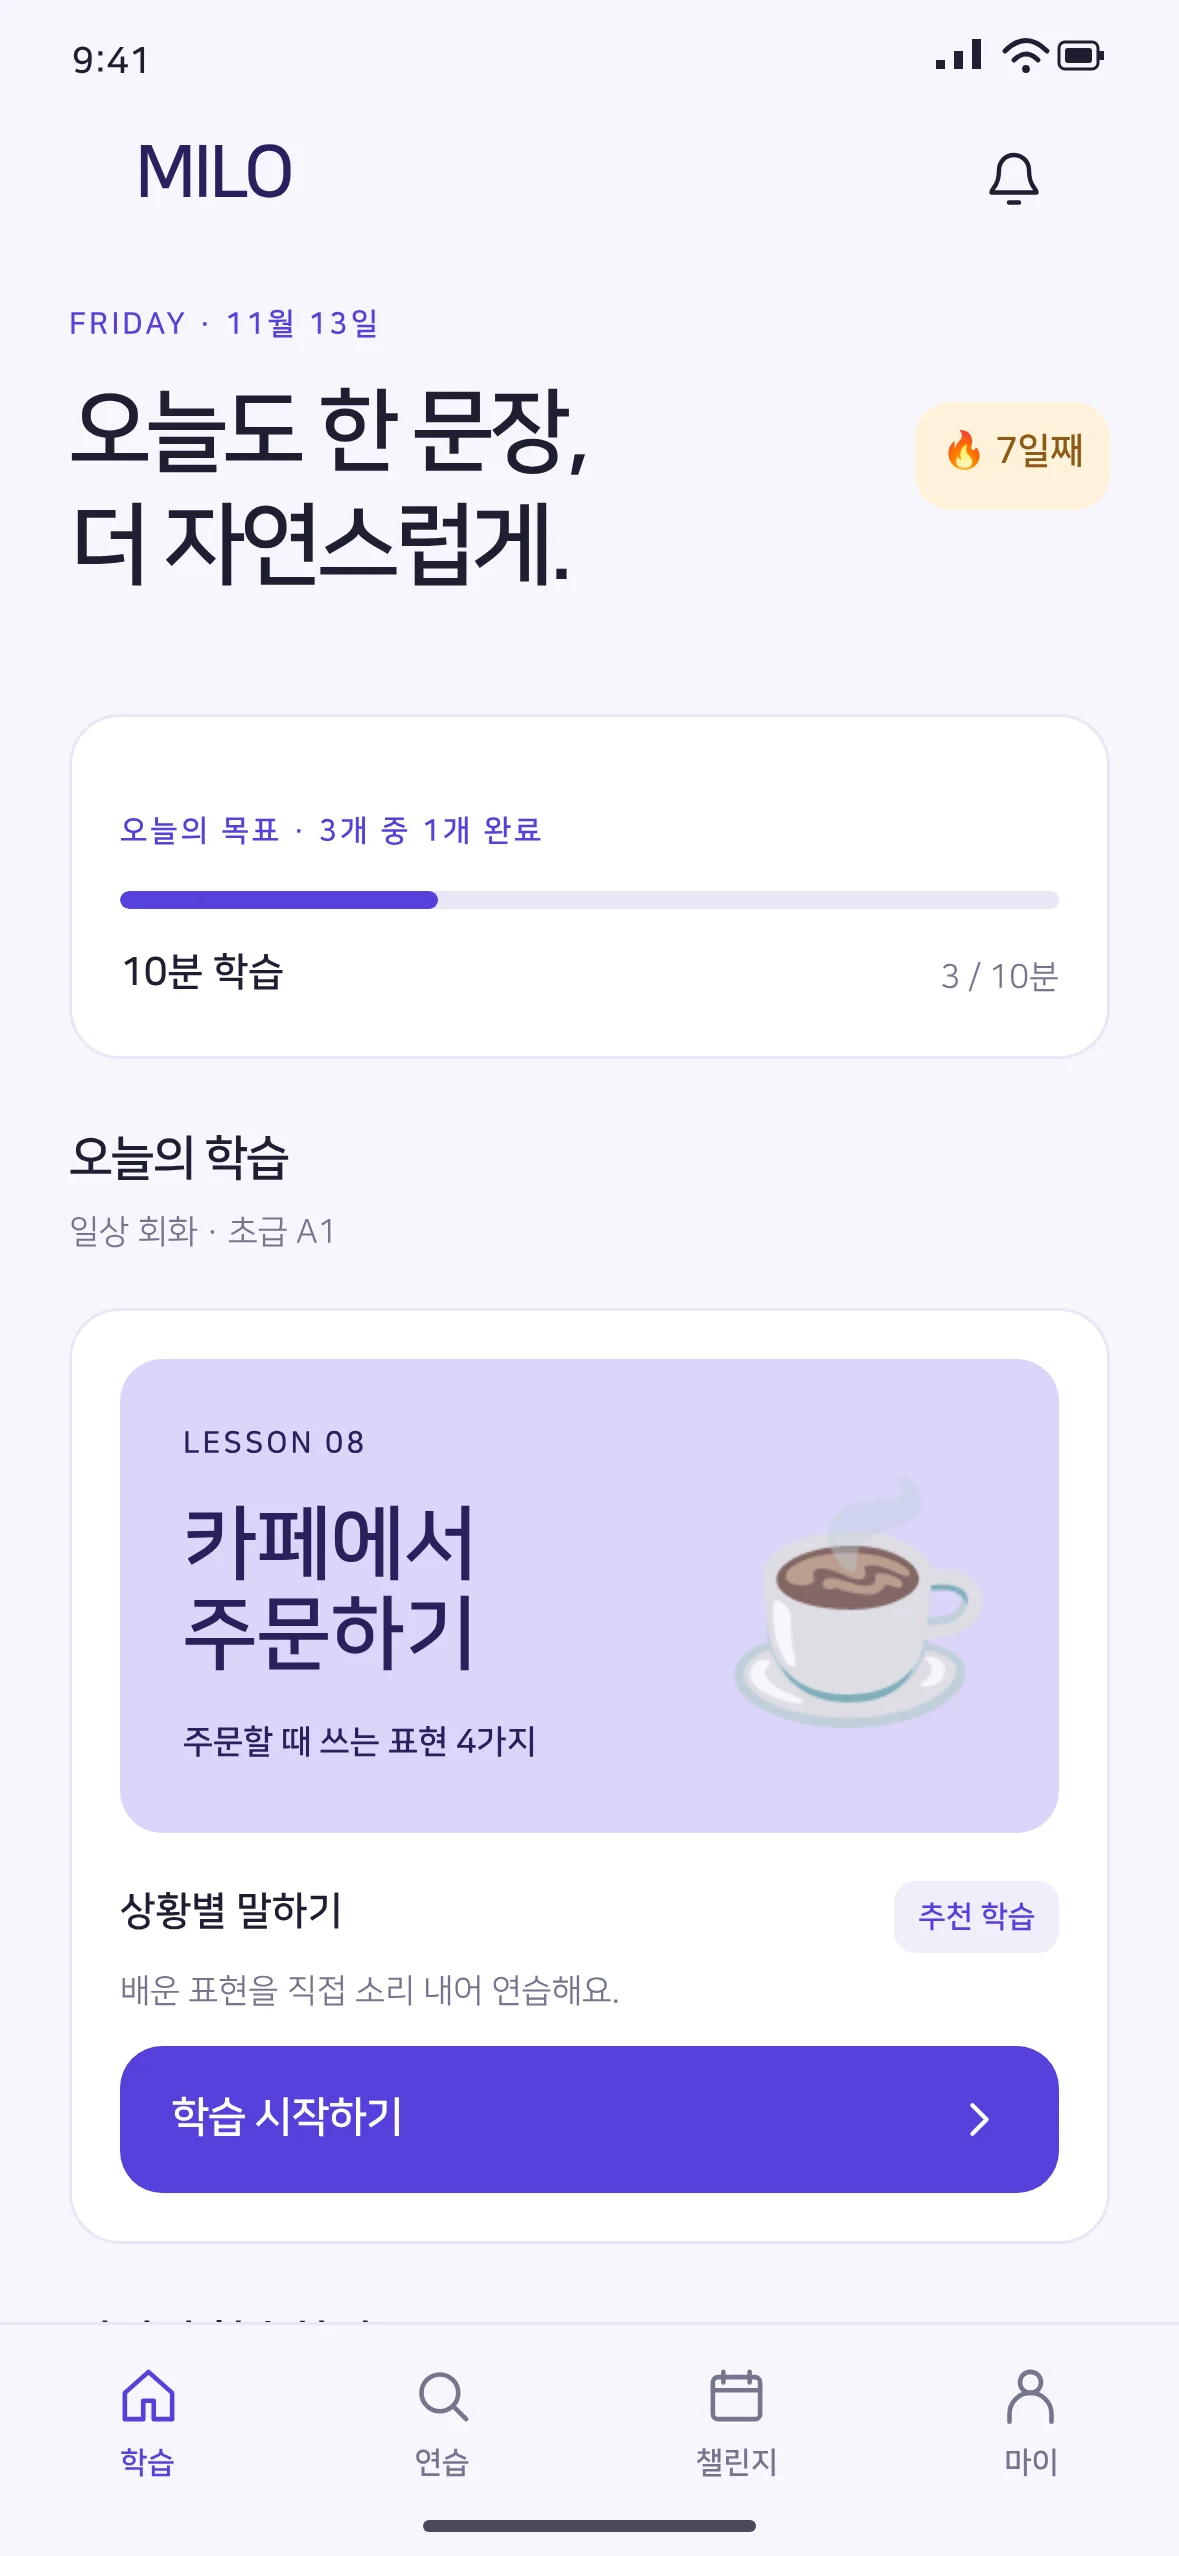 9:41
MILO
FRIDAY · 11월 13일
오늘도 한 문장,
더 자연스럽게.
7일째
오늘의 목표 · 3개 중 1개 완료
10분 학습
3 / 10분
오늘의 학습
일상 회화 · 초급 A1
LESSON 08
카페에서
주문하기
주문할 때 쓰는 표현 4가지
상황별 말하기
추천 학습
배운 표현을 직접 소리 내어 연습해요.
학습 시작하기
학습
연습
챌린지
마이